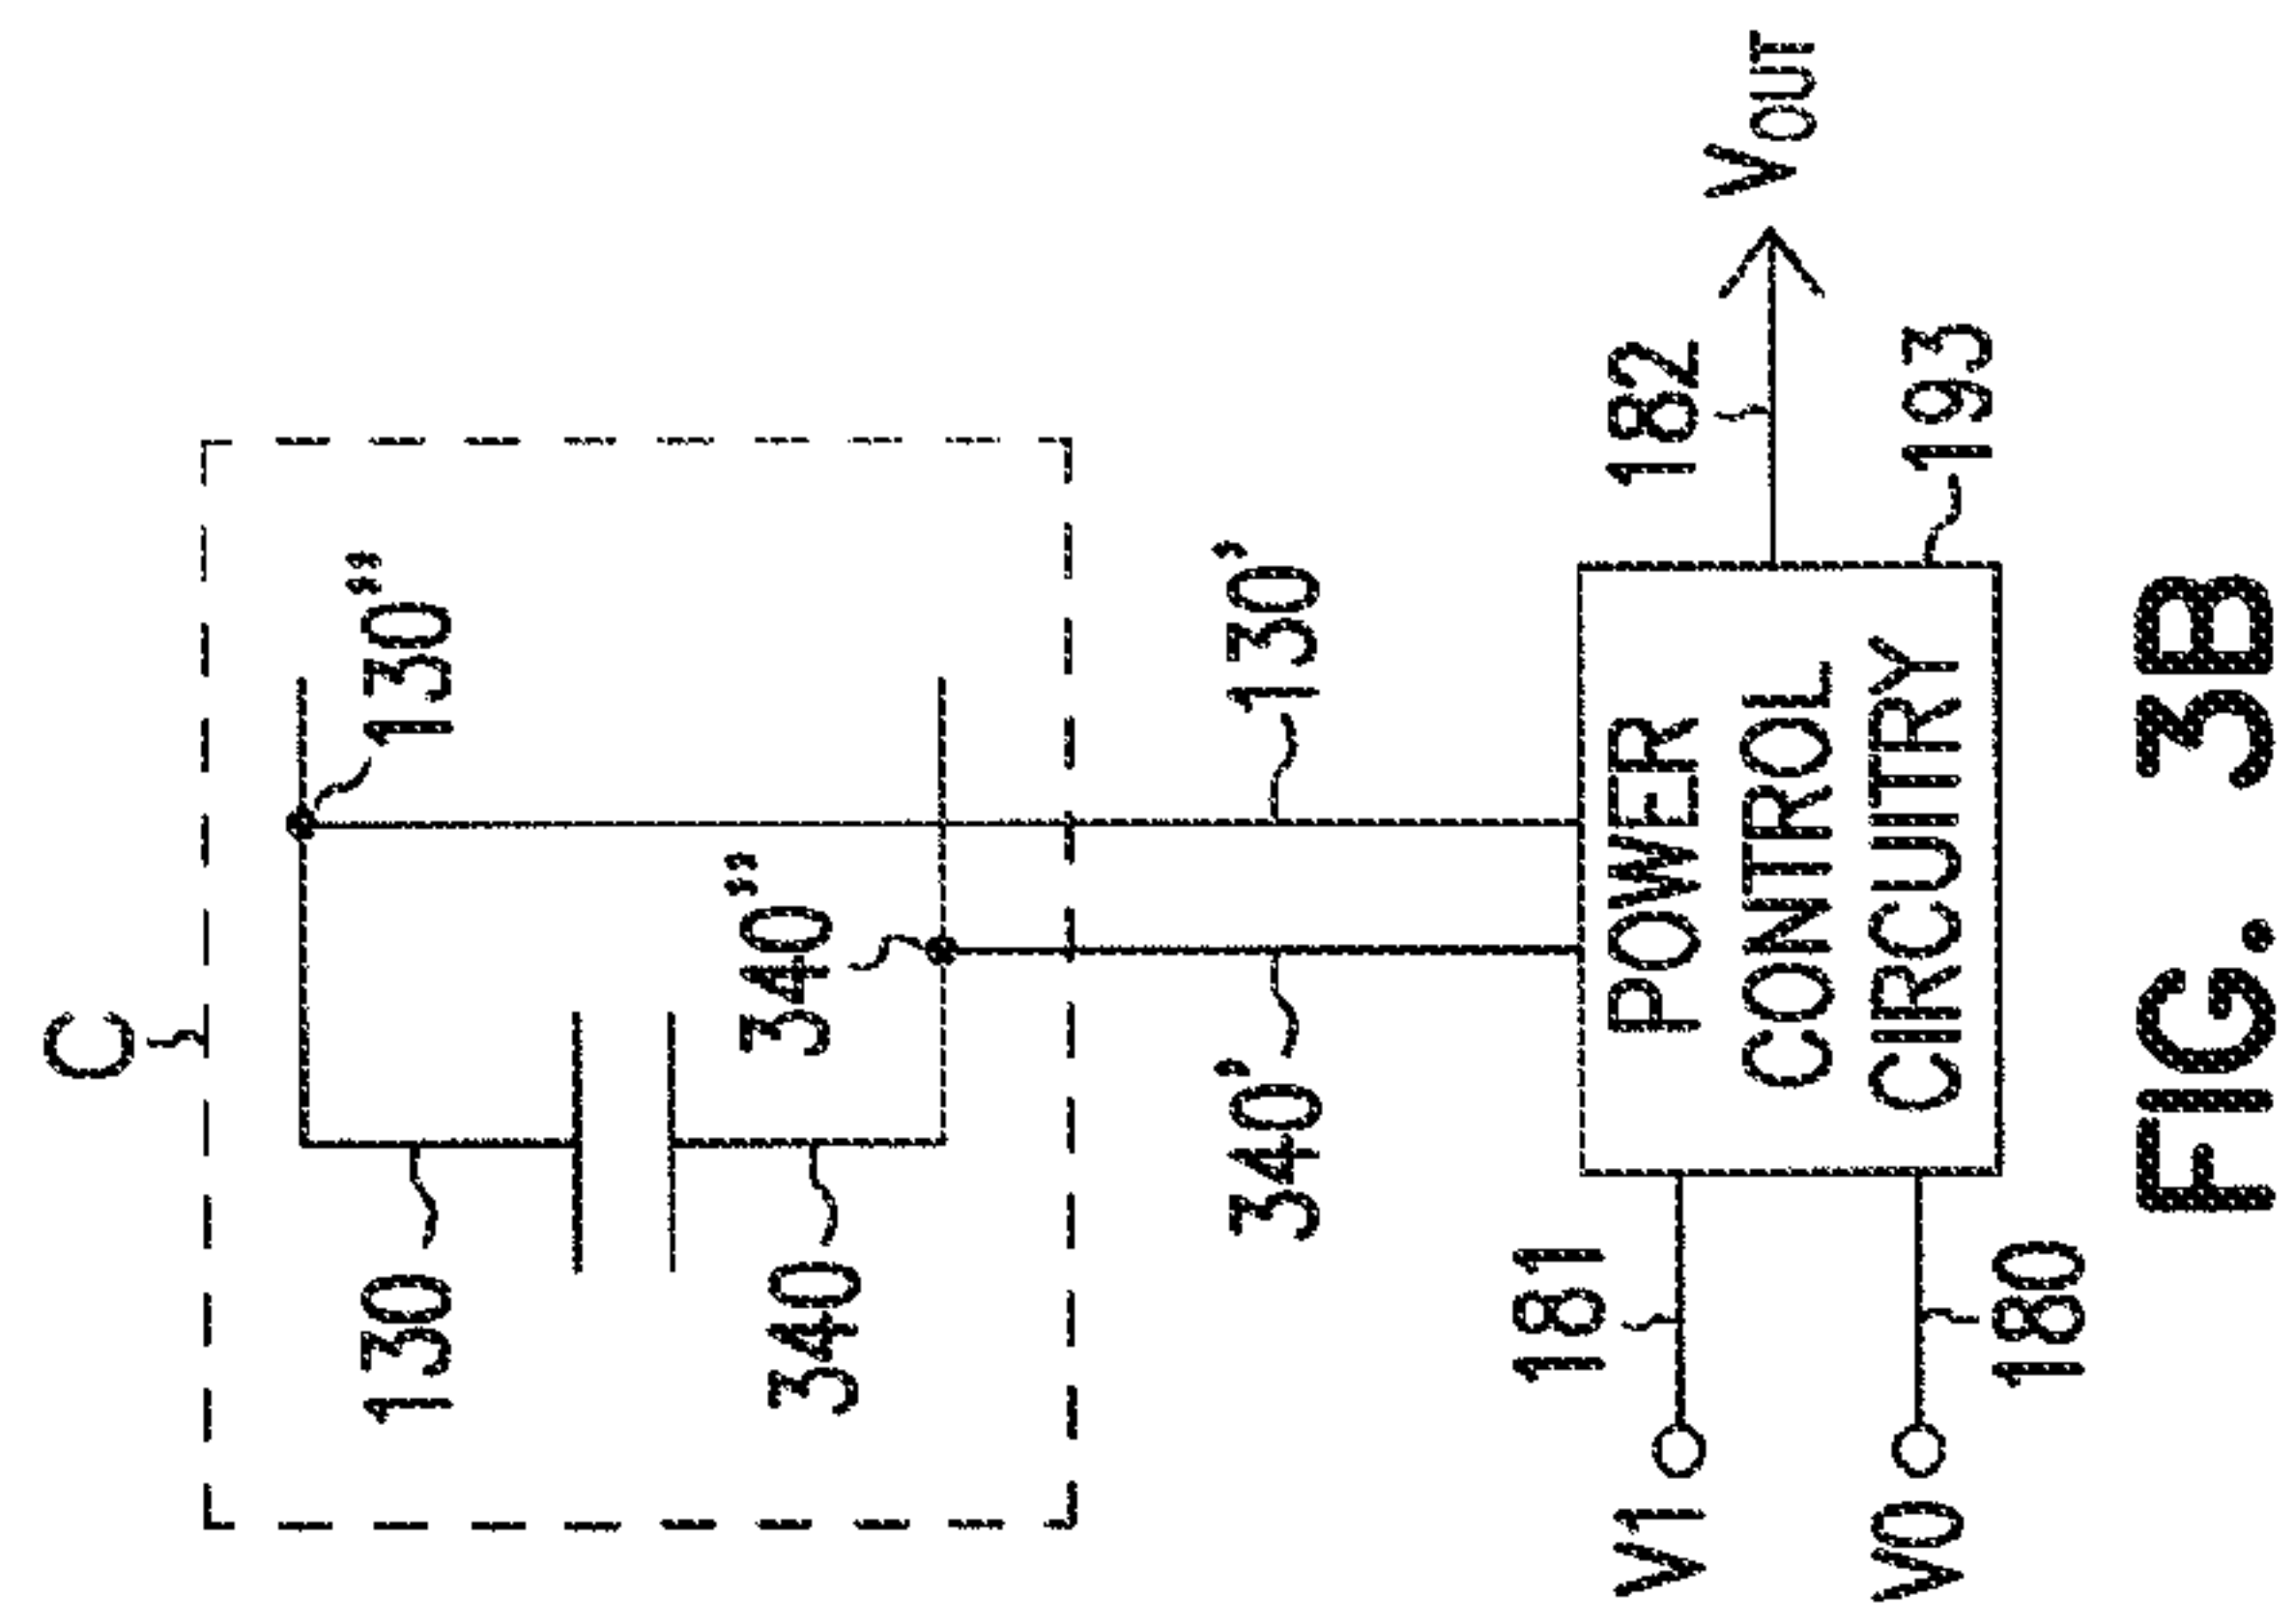 C
130"
130
340"
340
130'
340'
182
VOUT
181
V1
POWER
CONTROL
CIRCUITRY
193
V0
180
FIG. 3B